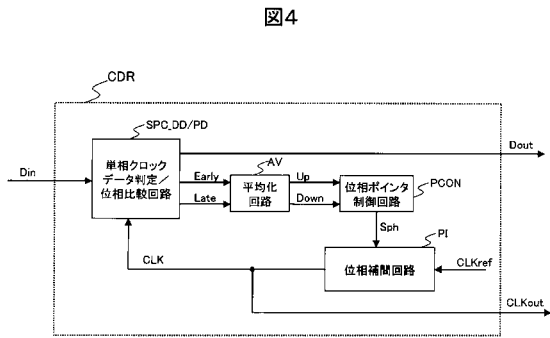 図4
CDR
SPC_DD/PD
Din
単相クロック
データ判定/
位相比較回路
Dout
Early
Late
AV
平均化
回路
Up
Down
位相ポインタ
制御回路
PCON
Sph
PI
CLK
位相補間回路
CLKref
CLKout